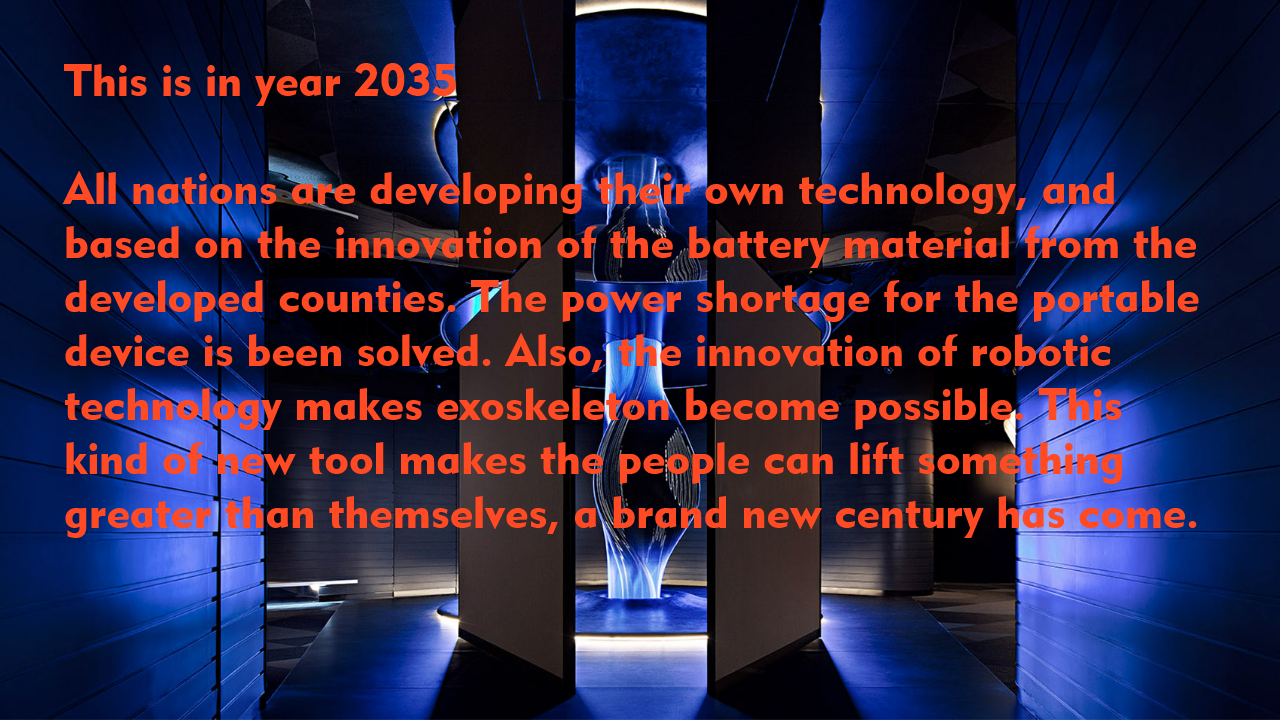 This is in year 2035
All nations are developing their own technology, and
based on the innovation of the battery material from the
developed counties. The power shortage for the portable
device is been solved. Also, the innovation of robotic
technology makes exoskeleton become possible. This
kind of new tool makes the people can lift something
greater than themselves, a brand new century has come.